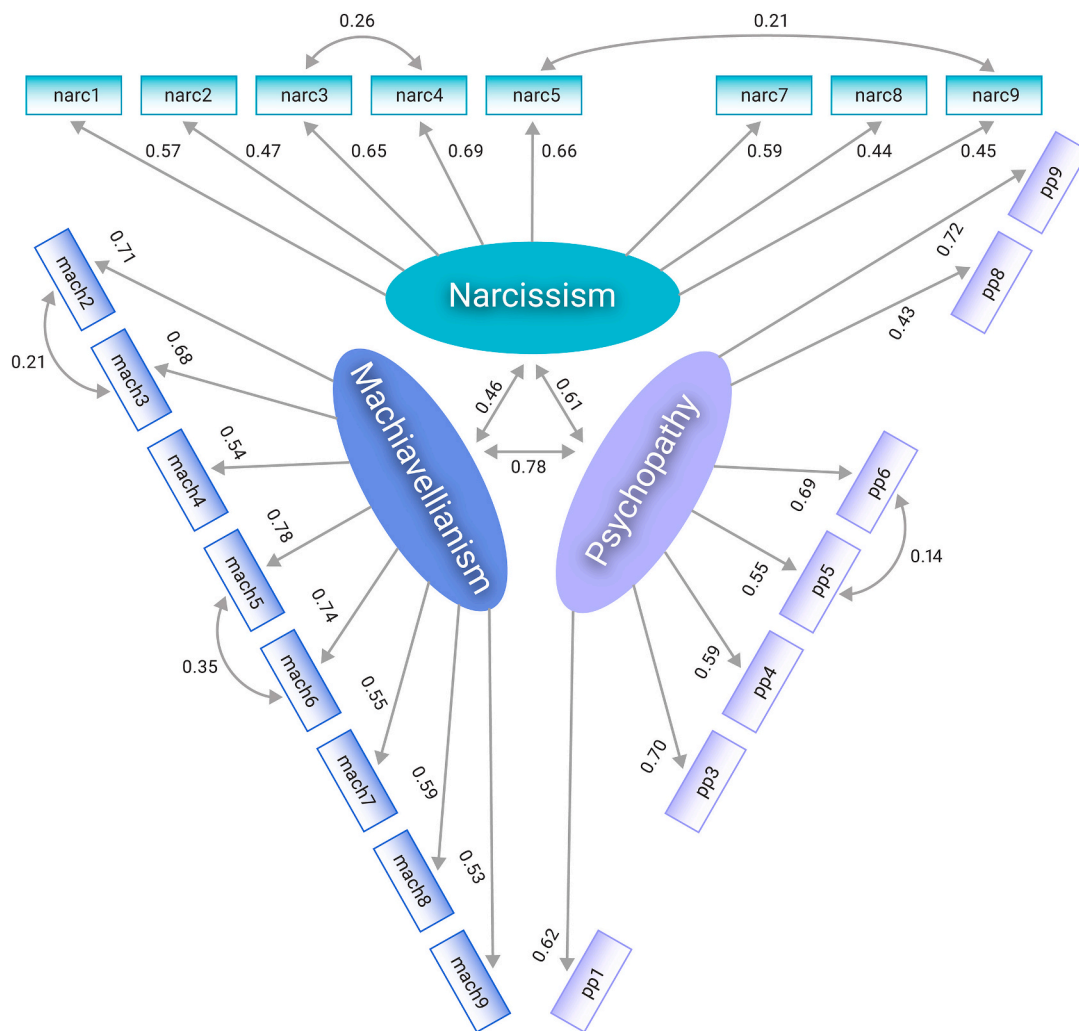 0.26
0.21
narc1
narc2
narc3
narc4
narc5
narc7
narc8
narc9
0.57
0.47
0.65
0.69
0.66
0.59
0.44
0.45
pp9
0.72
pp8
0.43
Narcissism
mach2
0.71
0.21
mach3
0.68
Machiavellianism
0.46
0.61
0.78
Psychopathy
mach4
0.54
mach5
0.78
0.35
mach6
0.74
mach7
0.55
mach8
0.59
mach9
0.53
pp6
0.69
0.14
pp5
0.55
pp4
0.59
pp3
0.70
pp1
0.62